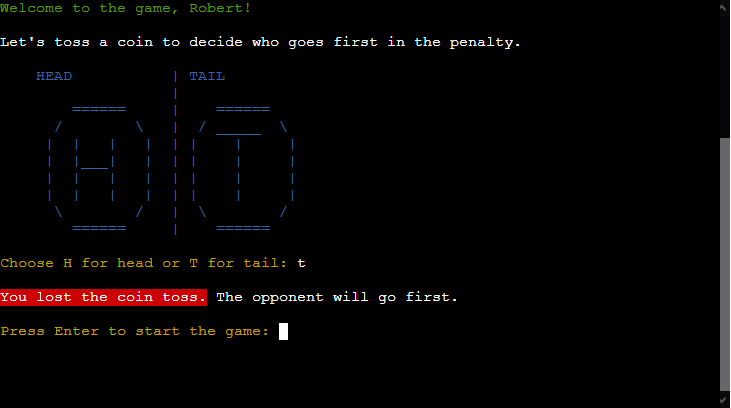 Welcome to the game, Robert!
Let's toss a coin to decide who goes first in the penalty.
HEAD | TAIL
|
====== | ======
/ \ | / _____ \
| | | | | | | |
| |___| | | | | |
| | | | | | | |
| | | | | | | |
\ / | \ /
====== | ======
Choose H for head or T for tail: t
You lost the coin toss. The opponent will go first.
Press Enter to start the game: